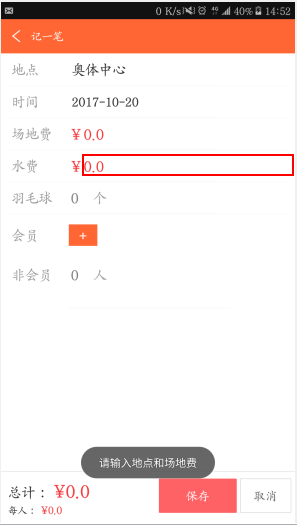 0 K/s 4G 40% 14:52
记一笔
地点 奥体中心
时间 2017-10-20
场地费 ¥0.0
水费 ¥0.0
羽毛球 0 个
会员 +
非会员 0 人
请输入地点和场地费
总计： ¥0.0
每人： ¥0.0
保存 取消